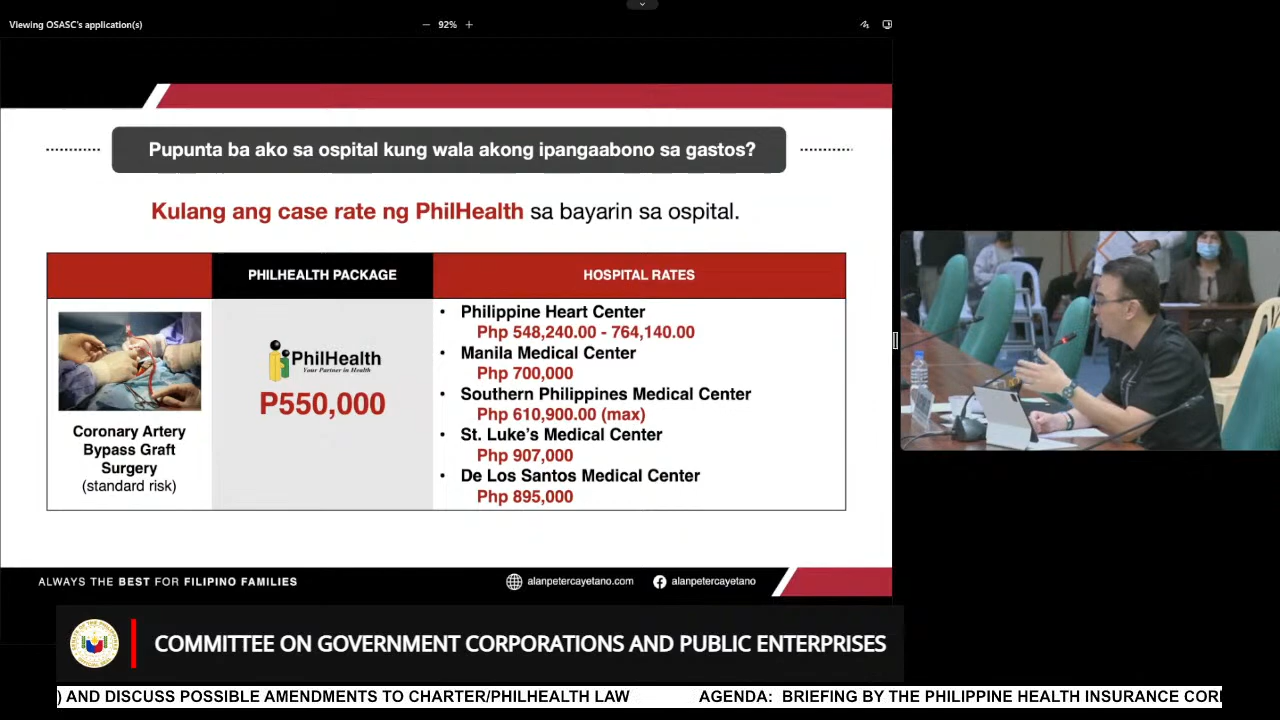 Viewing OSASC's application(s)
92%
Pupunta ba ako sa ospital kung wala akong ipangaabono sa gastos?
Kulang ang case rate ng PhilHealth sa bayarin sa ospital.
PHILHEALTH PACKAGE
HOSPITAL RATES
Coronary Artery
Bypass Graft
Surgery
(standard risk)
PhilHealth
Your Partner in Health
P550,000
• Philippine Heart Center
Php 548,240.00 - 764,140.00
• Manila Medical Center
Php 700,000
• Southern Philippines Medical Center
Php 610,900.00 (max)
• St. Luke's Medical Center
Php 907,000
• De Los Santos Medical Center
Php 895,000
ALWAYS THE BEST FOR FILIPINO FAMILIES
alanpetercayetano.com
alanpetercayetano
COMMITTEE ON GOVERNMENT CORPORATIONS AND PUBLIC ENTERPRISES
) AND DISCUSS POSSIBLE AMENDMENTS TO CHARTER/PHILHEALTH LAW AGENDA: BRIEFING BY THE PHILIPPINE HEALTH INSURANCE COR